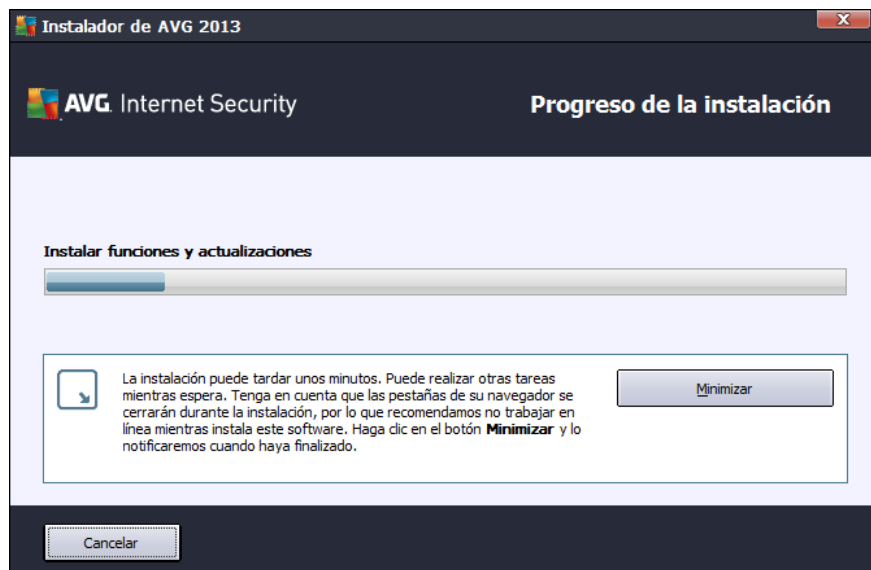 Instalador de AVG 2013
AVG. Internet Security
Progreso de la instalación
Instalar funciones y actualizaciones
La instalación puede tardar unos minutos. Puede realizar otras tareas
mientras espera. Tenga en cuenta que las pestañas de su navegador se
cerrarán durante la instalación, por lo que recomendamos no trabajar en
línea mientras instala este software. Haga clic en el botón Minimizar y lo
notificaremos cuando haya finalizado.
Minimizar
Cancelar